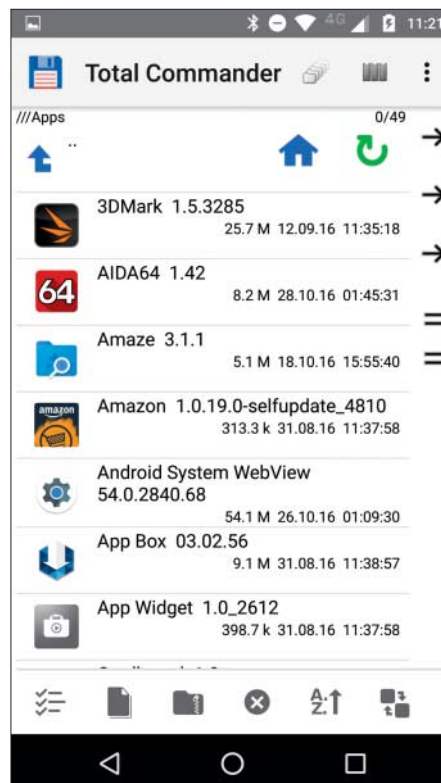 4G 11:21
Total Commander
///Apps 0/49
..
3DMark 1.5.3285
25.7 M 12.09.16 11:35:18
64
AIDA64 1.42
8.2 M 28.10.16 01:45:31
Amaze 3.1.1
5.1 M 18.10.16 15:55:40
amazon
Amazon 1.0.19.0-selfupdate_4810
313.3 k 31.08.16 11:37:58
Android System WebView
54.0.2840.68
54.1 M 26.10.16 01:09:30
App Box 03.02.56
9.1 M 31.08.16 11:38:57
App Widget 1.0_2612
398.7 k 31.08.16 11:37:58
A.
Z.